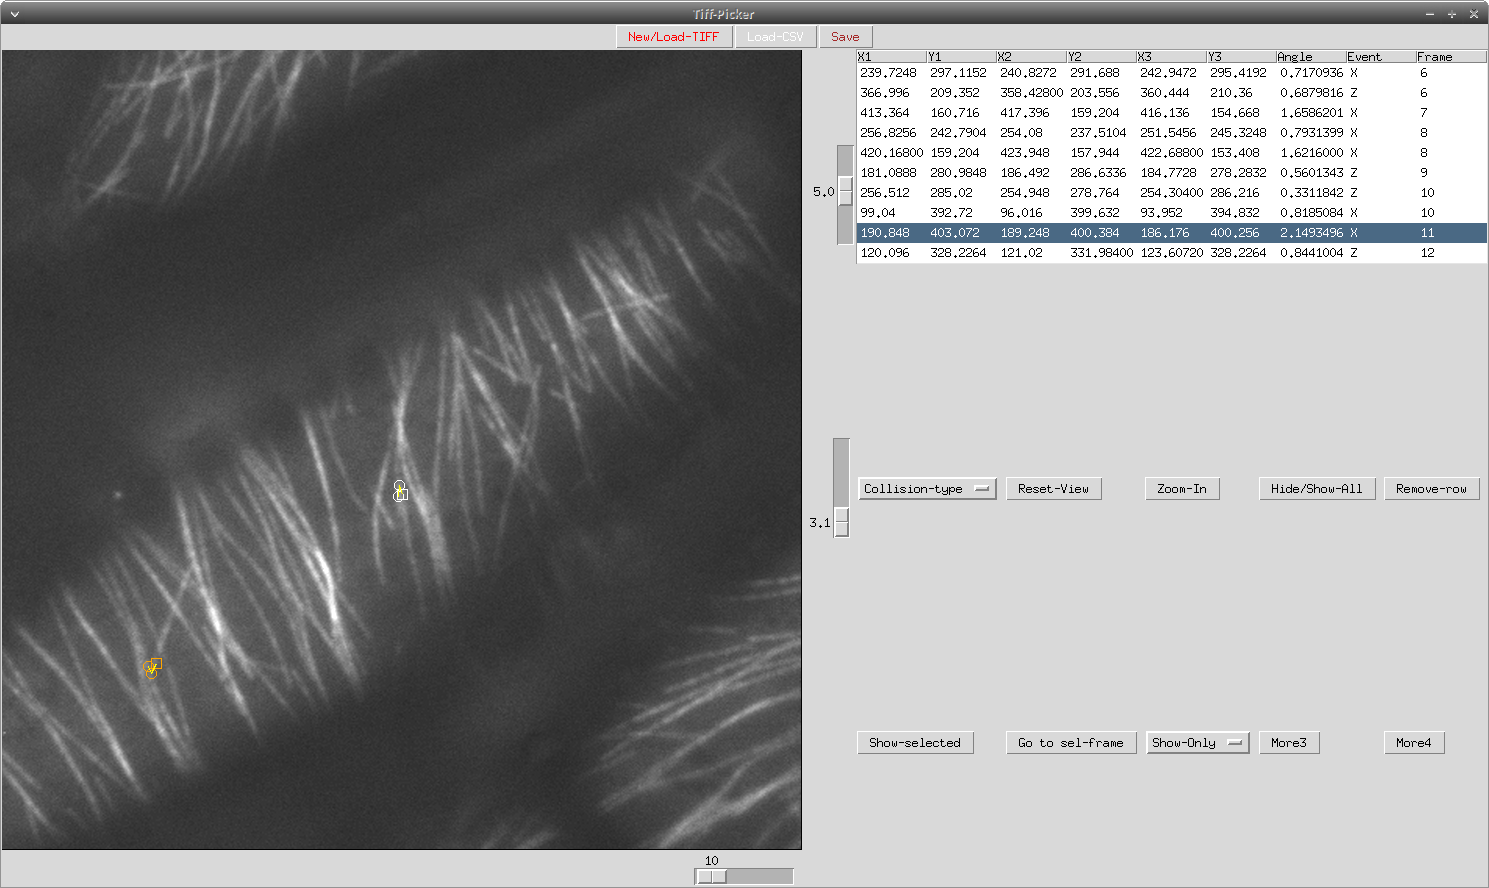 Tiff-Picker
New/Load-TIFF Load-CSV Save
X1 Y1 X2 Y2 X3 Y3 Angle Event Frame
239.7248 297.1152 240.8272 291.688 242.9472 295.4192 0.7170936 X 6
366.996 209.352 358.42800 203.556 360.444 210.36 0.6879816 Z 6
413.364 160.716 417.396 159.204 416.136 154.668 1.6586201 X 7
256.8256 242.7904 254.08 237.5104 251.5456 245.3248 0.7931399 X 8
420.16800 159.204 423.948 157.944 422.68800 153.408 1.6216000 X 8
181.0888 280.9848 186.492 286.6336 184.7728 278.2832 0.5601343 Z 9
256.512 285.02 254.948 278.764 254.30400 286.216 0.3311842 Z 10
99.04 392.72 96.016 399.632 93.952 394.832 0.8185084 X 10
190.848 403.072 189.248 400.384 186.176 400.256 2.1493496 X 11
120.096 328.2264 121.02 331.98400 123.60720 328.2264 0.8441004 Z 12
5.0
Collision-type Reset-View Zoom-In Hide/Show-All Remove-row
3.1
Show-selected Go to sel-frame Show-Only More3 More4
10